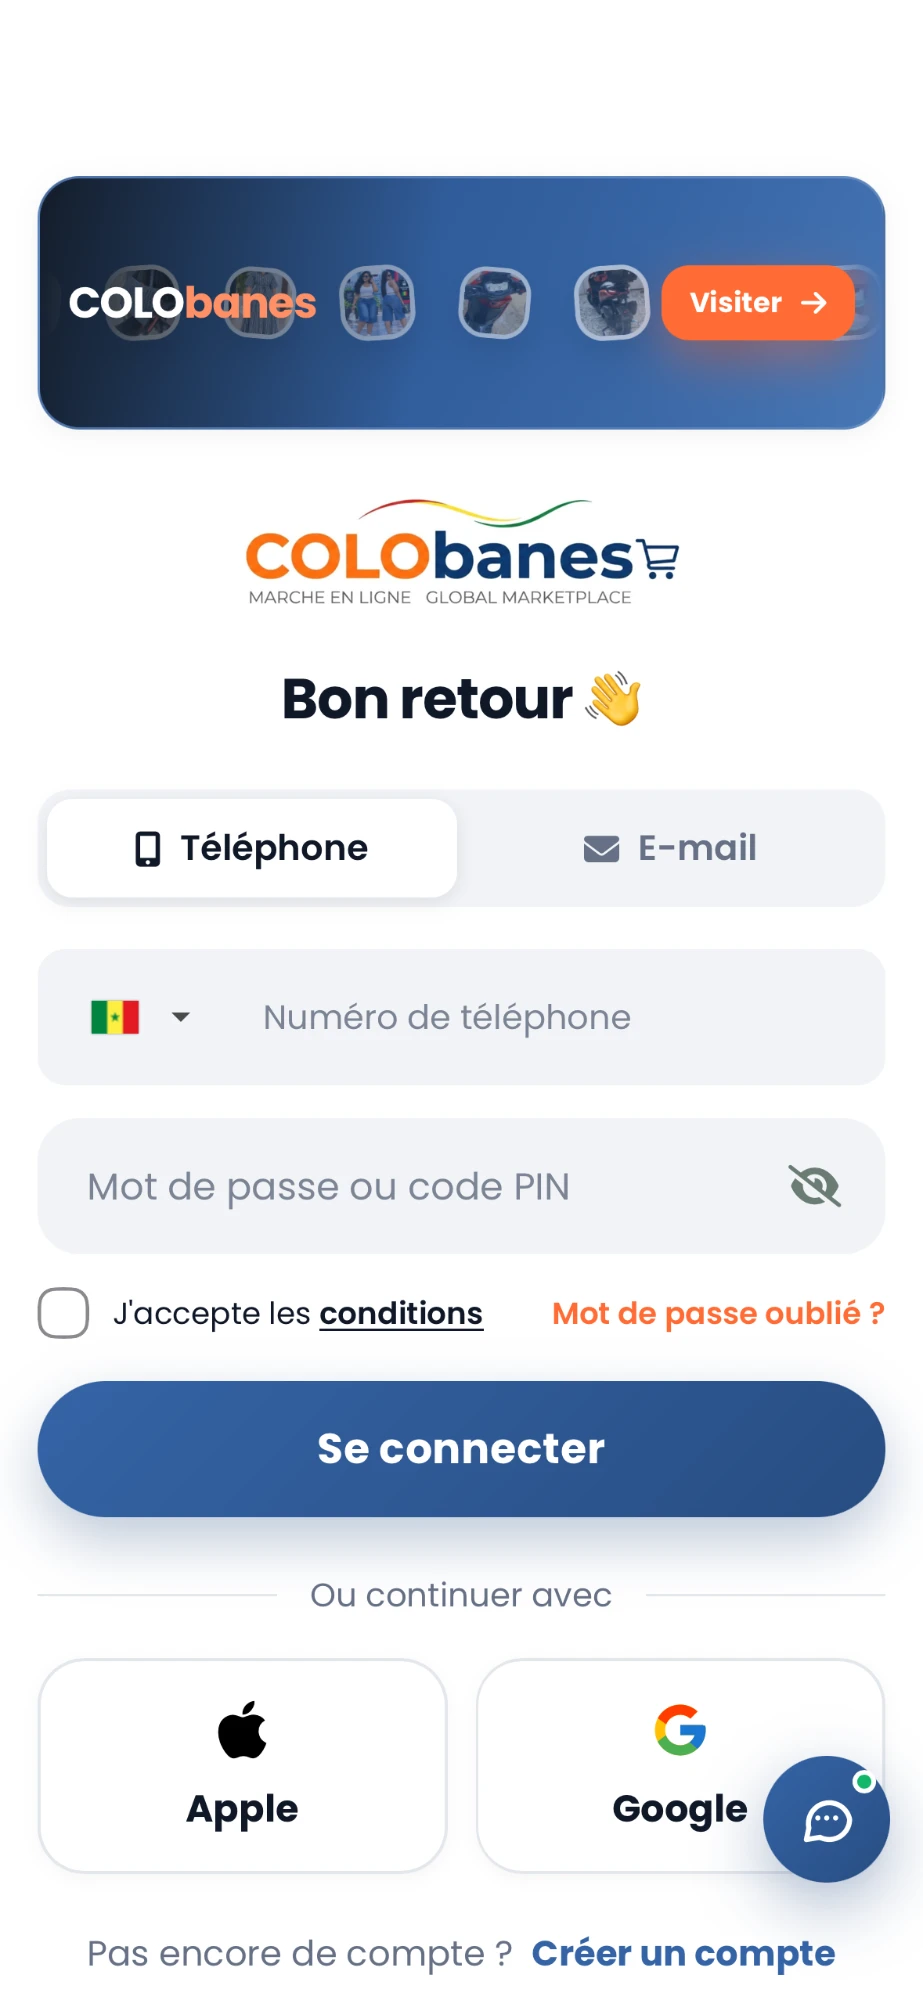 COLObanes
Visiter
COLObanes
MARCHE EN LIGNE GLOBAL MARKETPLACE
Bon retour 👋
Téléphone
E-mail
Numéro de téléphone
Mot de passe ou code PIN
J'accepte les conditions
Mot de passe oublié ?
Se connecter
Ou continuer avec
Apple
Google
Pas encore de compte ? Créer un compte